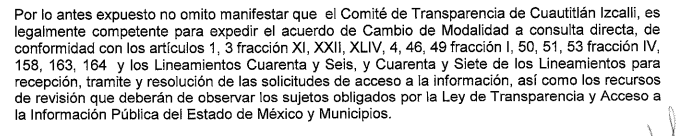 Por lo antes expuesto no omito manifestar que el Comité de Transparencia de Cuautitlán Izcalli, es
legalmente competente para expedir el acuerdo de Cambio de Modalidad a consulta directa, de
conformidad con los artículos 1, 3 fracción XI, XXII, XLIV, 4, 46, 49 fracción I, 50, 51, 53 fracción IV,
158, 163, 164 y los Lineamientos Cuarenta y Seis, y Cuarenta y Siete de los Lineamientos para
recepción, tramite y resolución de las solicitudes de acceso a la información, así como los recursos
de revisión que deberán de observar los sujetos obligados por la Ley de Transparencia y Acceso a
la Información Pública del Estado de México y Municipios.